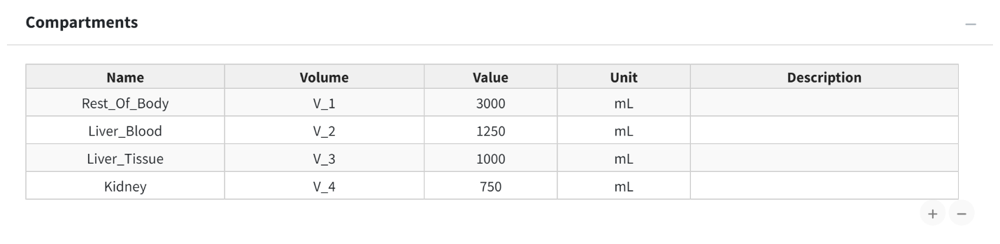 Compartments
Name Volume Value Unit Description
Rest_Of_Body V_1 3000 mL
Liver_Blood V_2 1250 mL
Liver_Tissue V_3 1000 mL
Kidney V_4 750 mL